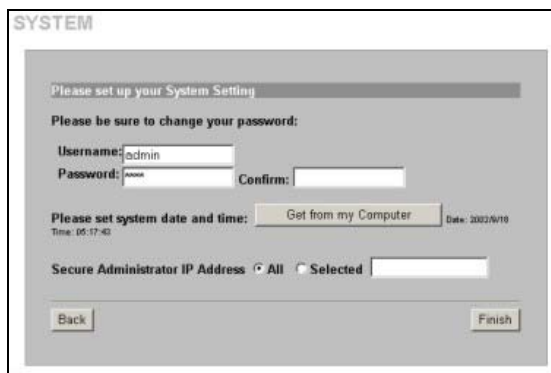 SYSTEM
Please set up your System Setting
Please be sure to change your password:
Username: admin
Password: **** Confirm:
Please set system date and time: Get from my Computer Date: 2002/9/18
Time: 05:17:43
Secure Administrator IP Address All Selected
Back Finish